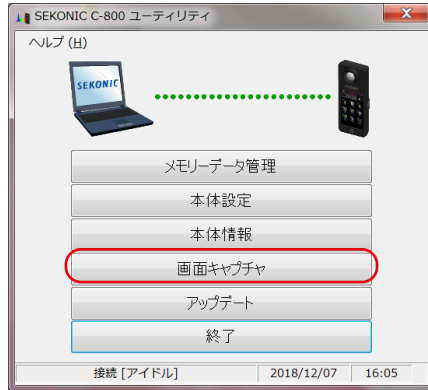 SEKONIC C-800 ユーティリティ
ヘルプ (H)
SEKONIC
メモリーデータ管理
本体設定
本体情報
画面キャプチャ
アップデート
終了
接続 [アイドル] 2018/12/07 16:05